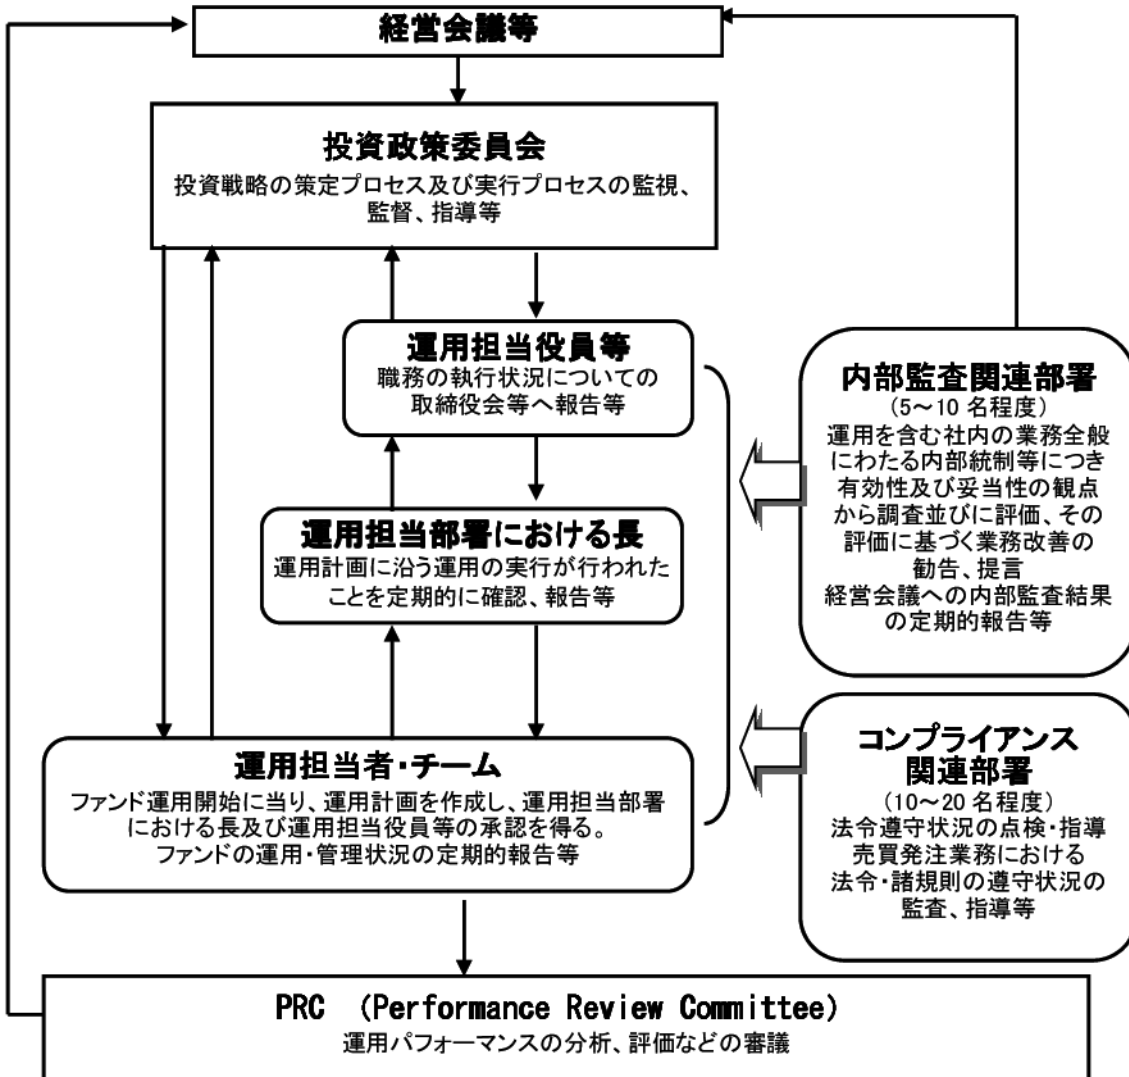 経営会議等
投資政策委員会
投資戦略の策定プロセス及び実行プロセスの監視、
監督、指導等
運用担当役員等
職務の執行状況についての
取締役会等へ報告等
運用担当部署における長
運用計画に沿う運用の実行が行われた
ことを定期的に確認、報告等
運用担当者・チーム
ファンド運用開始に当り、運用計画を作成し、運用担当部署
における長及び運用担当役員等の承認を得る。
ファンドの運用・管理状況の定期的報告等
内部監査関連部署
（5～10 名程度）
運用を含む社内の業務全般
にわたる内部統制等につき
有効性及び妥当性の観点
から調査並びに評価、その
評価に基づく業務改善の
勧告、提言
経営会議への内部監査結果
の定期的報告等
コンプライアンス
関連部署
（10～20 名程度）
法令遵守状況の点検・指導
売買発注業務における
法令・諸規則の遵守状況の
監査、指導等
PRC （Performance Review Committee）
運用パフォーマンスの分析、評価などの審議